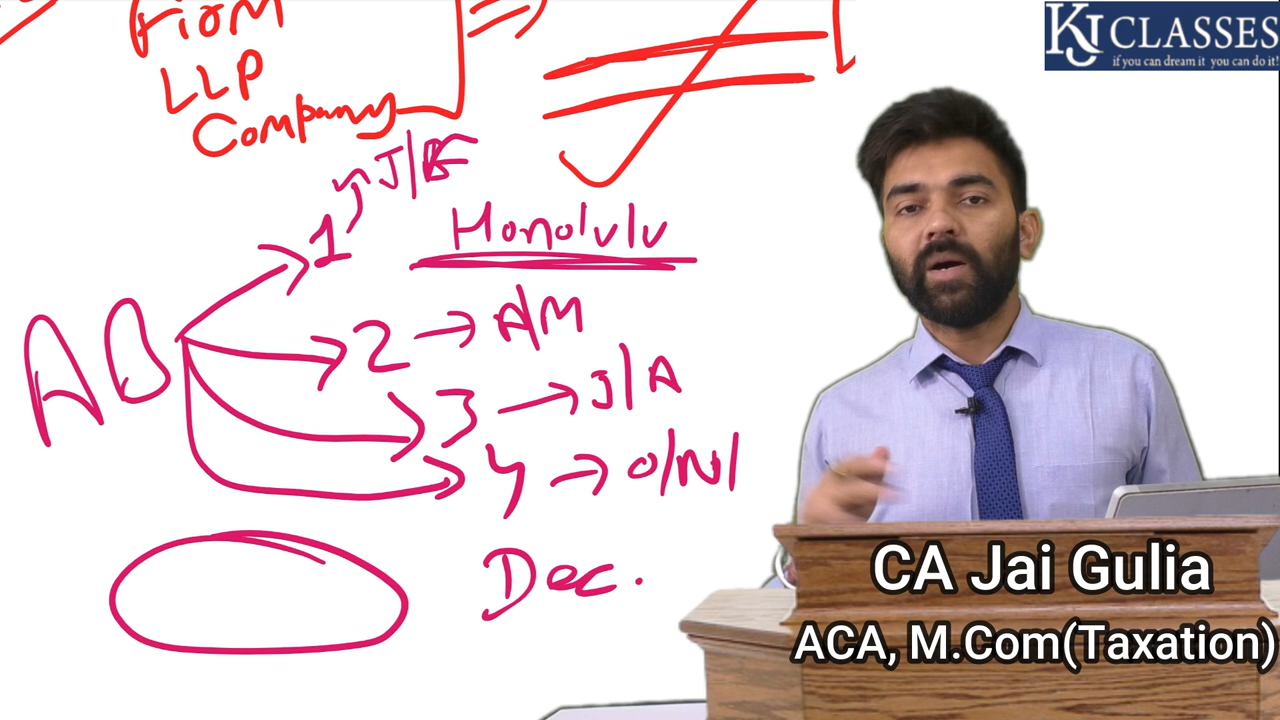 KJ CLASSES
if you can dream it you can do it!
Firm
LLP
Company
1
Honolulu
AB
2 → A/M
3 → J/A
4 → O/N/
Dec.
CA Jai Gulia
ACA, M.Com(Taxation)